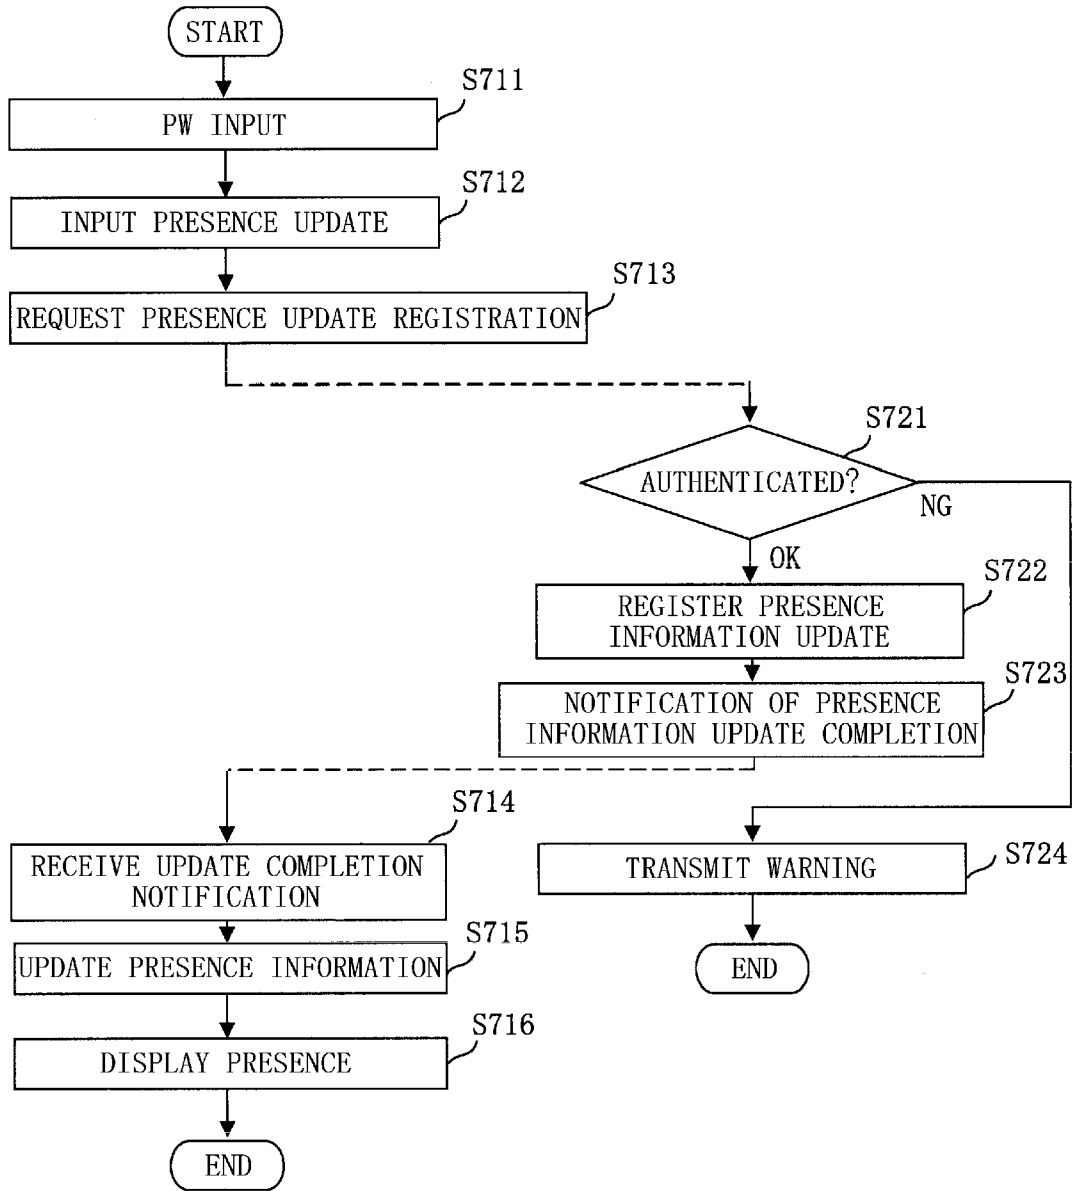 START
S711
PW INPUT
S712
INPUT PRESENCE UPDATE
S713
REQUEST PRESENCE UPDATE REGISTRATION
S721
AUTHENTICATED?
NG
OK
S722
REGISTER PRESENCE
INFORMATION UPDATE
S723
NOTIFICATION OF PRESENCE
INFORMATION UPDATE COMPLETION
S714
RECEIVE UPDATE COMPLETION
NOTIFICATION
S724
TRANSMIT WARNING
S715
UPDATE PRESENCE INFORMATION
END
S716
DISPLAY PRESENCE
END